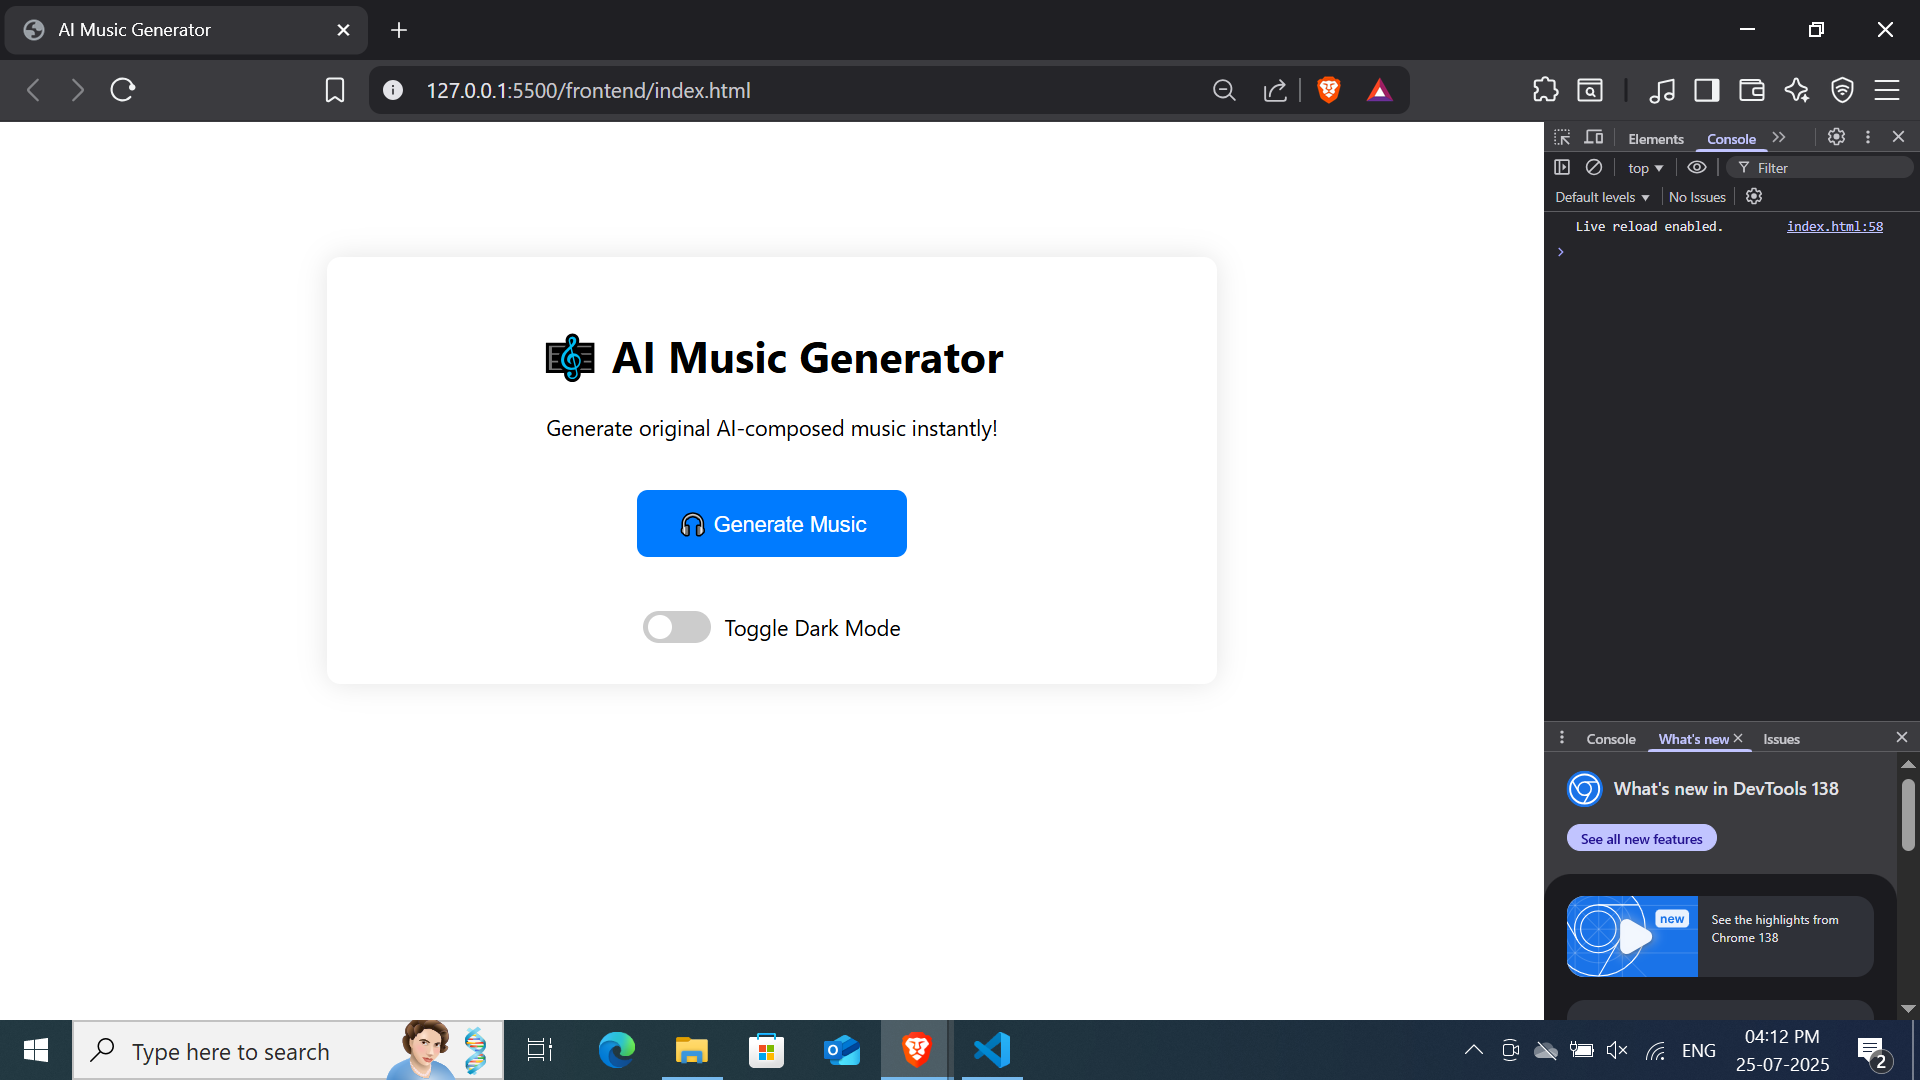 AI Music Generator
127.0.0.1:5500/frontend/index.html
Elements Console
top Filter
Default levels No Issues
Live reload enabled. index.html:58
AI Music Generator
Generate original AI-composed music instantly!
Generate Music
Toggle Dark Mode
Console What's new Issues
What's new in DevTools 138
See all new features
new
See the highlights from
Chrome 138
Type here to search
ENG
04:12 PM
25-07-2025
2